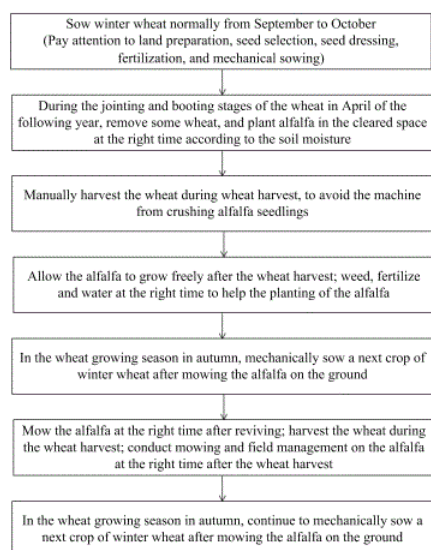 Sow winter wheat normally from September to October
(Pay attention to land preparation, seed selection, seed dressing,
fertilization, and mechanical sowing)
During the jointing and booting stages of the wheat in April of the
following year, remove some wheat, and plant alfalfa in the cleared space
at the right time according to the soil moisture
Manually harvest the wheat during wheat harvest, to avoid the machine
from crushing alfalfa seedlings
Allow the alfalfa to grow freely after the wheat harvest; weed, fertilize
and water at the right time to help the planting of the alfalfa
In the wheat growing season in autumn, mechanically sow a next crop of
winter wheat after mowing the alfalfa on the ground
Mow the alfalfa at the right time after reviving; harvest the wheat during
the wheat harvest; conduct mowing and field management on the alfalfa
at the right time after the wheat harvest
In the wheat growing season in autumn, continue to mechanically sow a
next crop of winter wheat after mowing the alfalfa on the ground